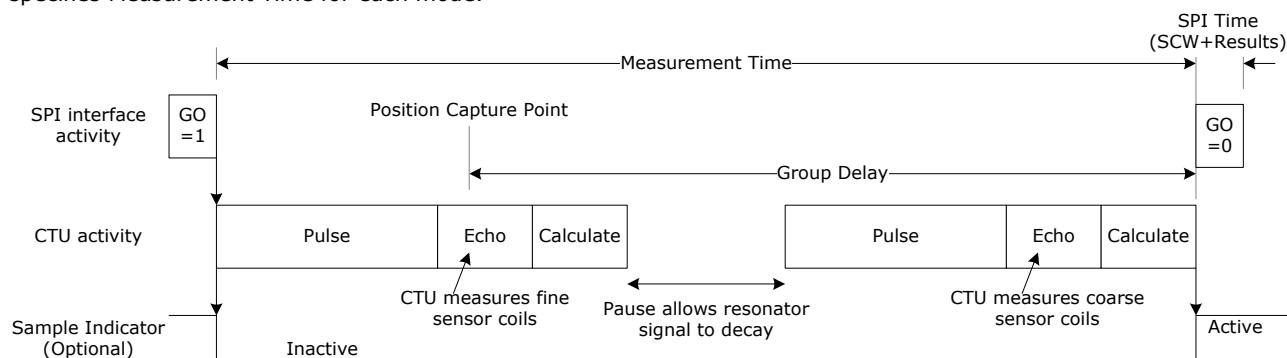 specifies Measurement Time for each mode.
SPI Time
(SCW+Results)
Measurement Time
SPI interface
activity
GO
=1
Position Capture Point
GO
=0
Group Delay
CTU activity
Pulse
Echo
Calculate
Pulse
Echo
Calculate
CTU measures fine
sensor coils
Pause allows resonator
signal to decay
CTU measures coarse
sensor coils
Sample Indicator
(Optional)
Inactive
Active